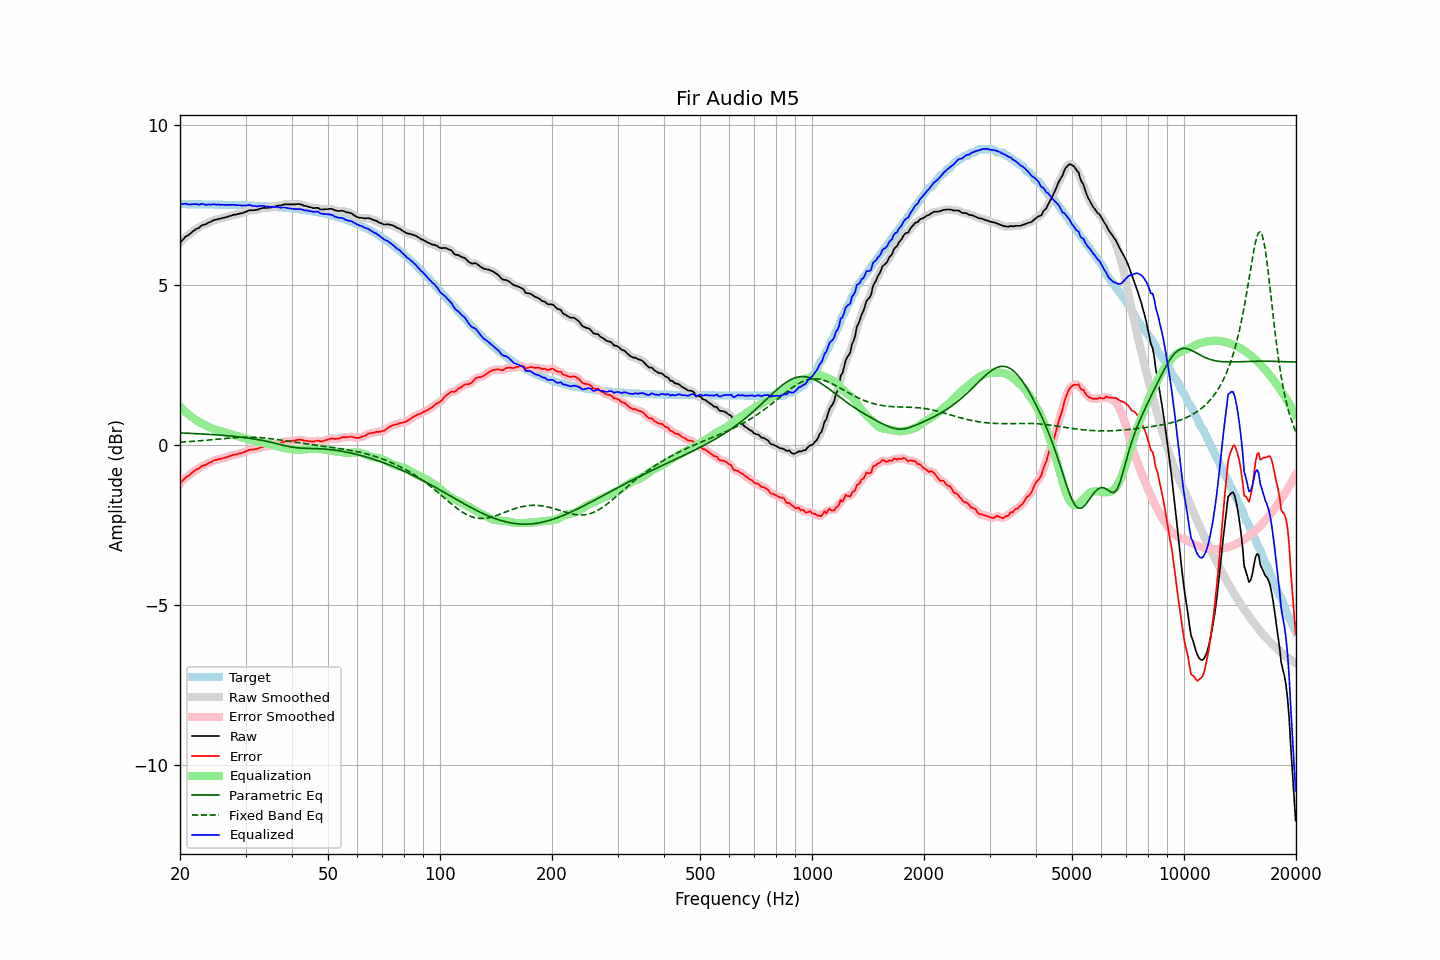 Fir Audio M5
Amplitude (dBr)
10
5
0
−5
−10
Target
Raw Smoothed
Error Smoothed
Raw
Error
Equalization
Parametric Eq
Fixed Band Eq
Equalized
20 50 100 200 500 1000 2000 5000 10000 20000
Frequency (Hz)